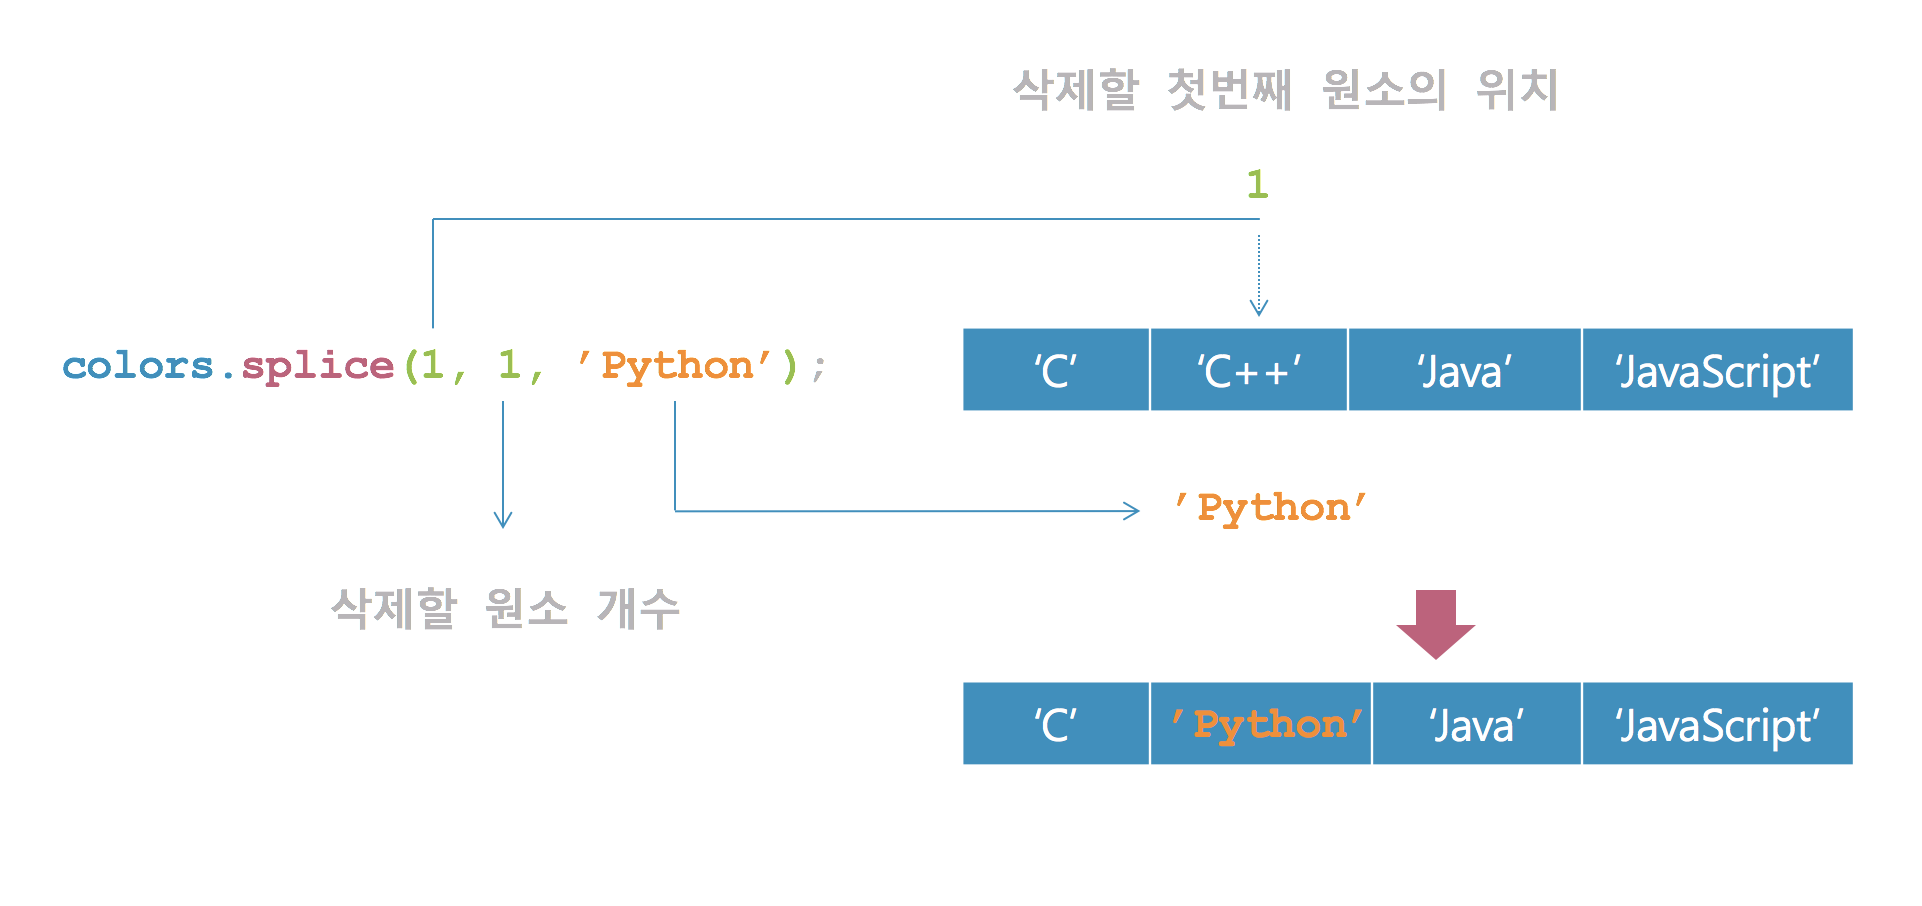 삭제할 첫번째 원소의 위치
1
colors.splice(1, 1, ’Python’);
‘C’ ‘C++’ ‘Java’ ‘JavaScript’
’Python’
삭제할 원소 개수
‘C’ ’Python’ ‘Java’ ‘JavaScript’